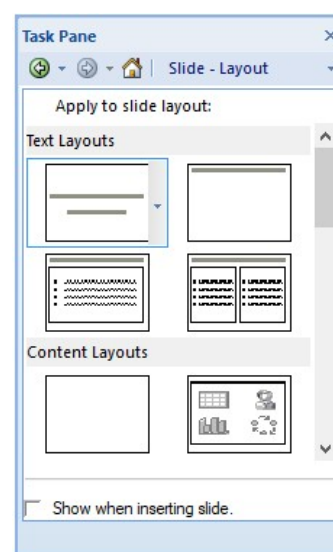 Task Pane
Slide - Layout
Apply to slide layout:
Text Layouts
Content Layouts
Show when inserting slide.